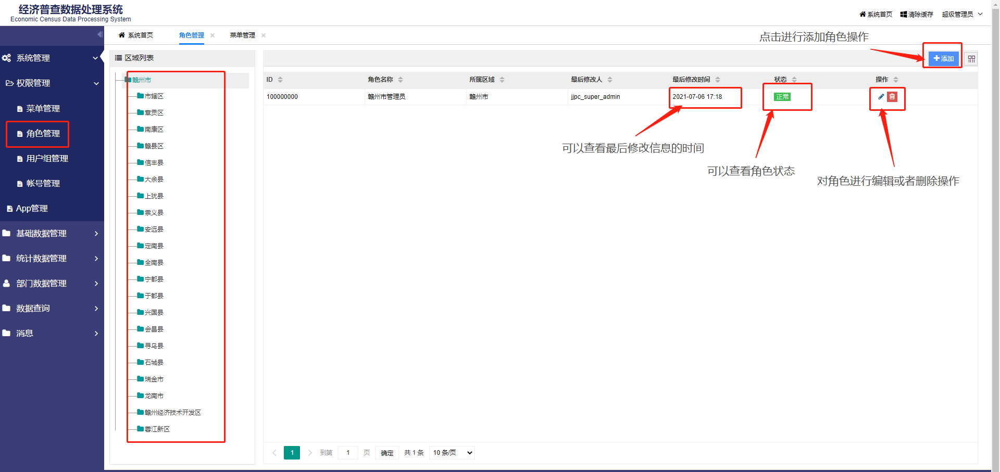 经济普查数据处理系统
Economic Census Data Processing System
系统首页 清除缓存 超级管理员
系统首页 角色管理 菜单管理
点击进行添加角色操作
系统管理
权限管理
菜单管理
角色管理
用户组管理
帐号管理
App管理
基础数据管理
统计数据管理
部门数据管理
数据查询
消息
区域列表
赣州市
市辖区
章贡区
南康区
赣县区
信丰县
大余县
上犹县
崇义县
安远县
定南县
全南县
宁都县
于都县
兴国县
会昌县
寻乌县
石城县
瑞金市
龙南市
赣州经济技术开发区
蓉江新区
添加
ID 角色名称 所属区域 最后修改人 最后修改时间 状态 操作
100000000 赣州市管理员 赣州市 jjpc_super_admin 2021-07-06 17:18 正常
可以查看最后修改信息的时间
可以查看角色状态
对角色进行编辑或者删除操作
1 到第 1 页 确定 共 1 条 10 条/页